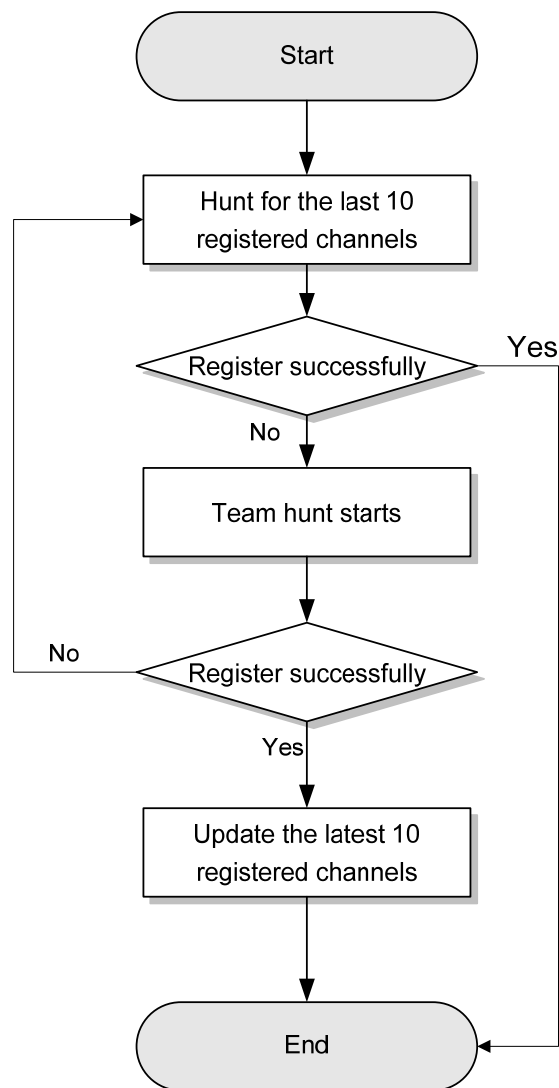 Start
Hunt for the last 10
registered channels
Register successfully
Yes
No
Team hunt starts
Register successfully
No
Yes
Update the latest 10
registered channels
End